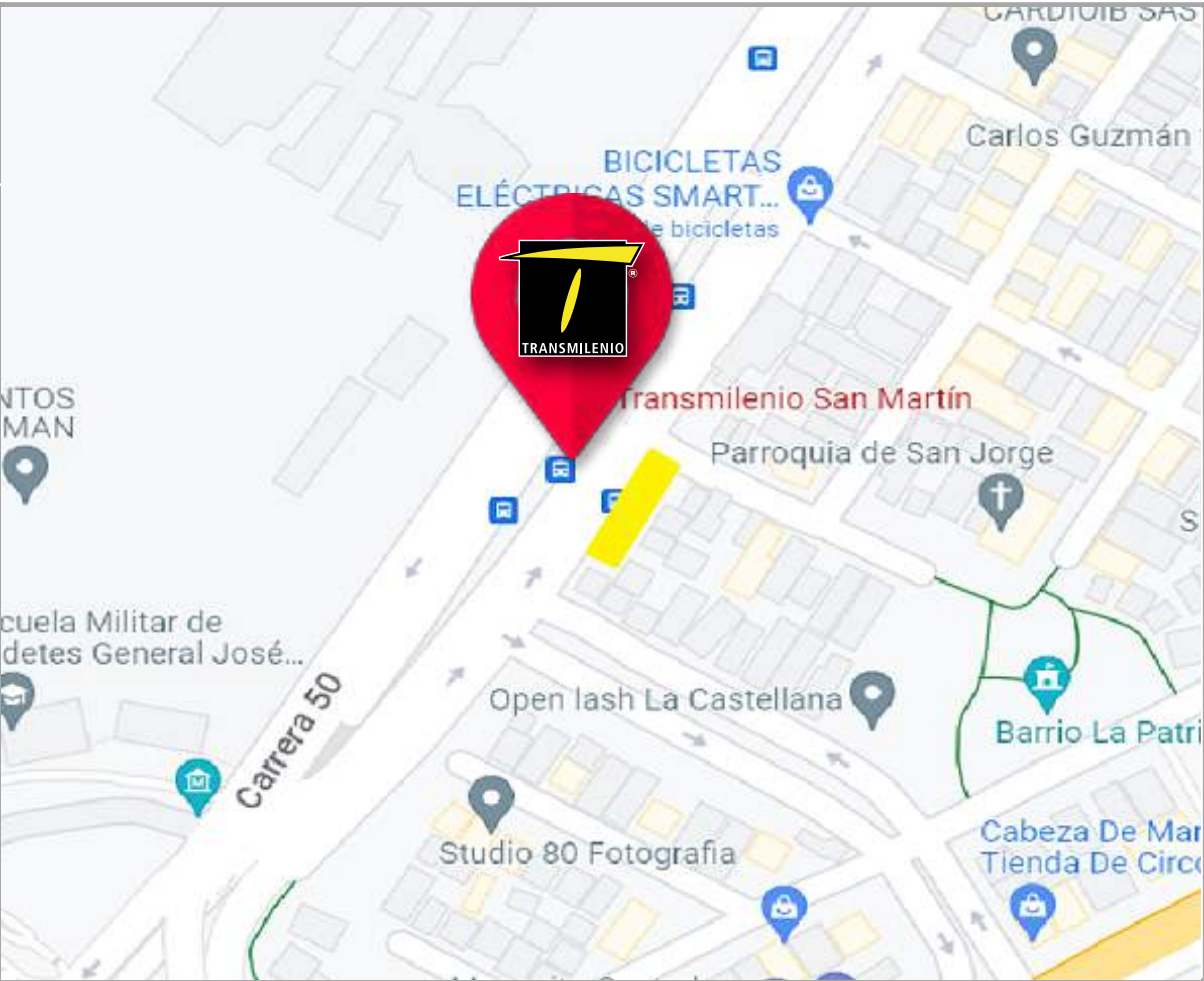 CARDIOIB SAS
Carlos Guzmán
BICICLETAS
ELÉCTRICAS SMART...
de bicicletas
TRANSMILENIO
®
Transmilenio San Martín
NTOS
MAN
Parroquia de San Jorge
S
cuela Militar de
detes General José...
Carrera 50
Open lash La Castellana
Barrio La Patri
M
Studio 80 Fotografia
Cabeza De Mar
Tienda De Circo